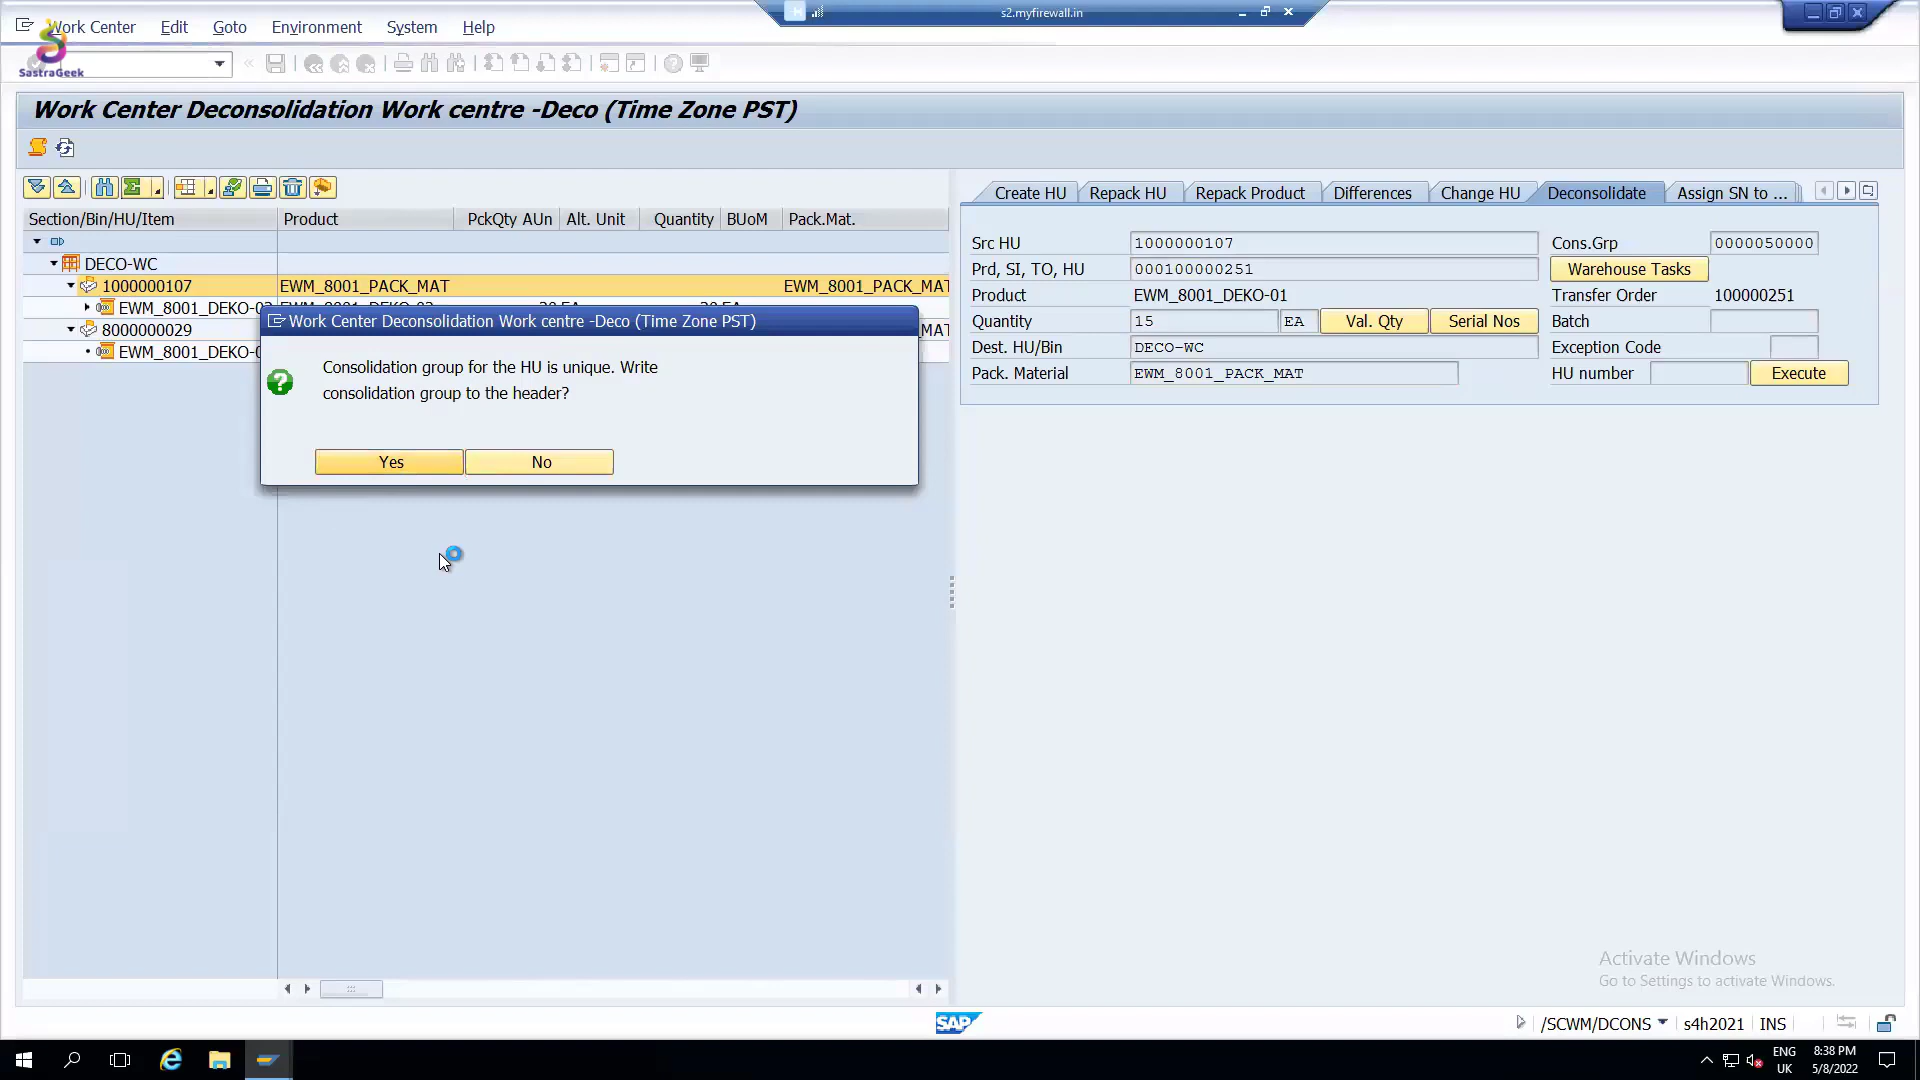 s2.myfirewall.in
Work Center Edit Goto Environment System Help
SastraGeek
Work Center Deconsolidation Work centre -Deco (Time Zone PST)
Section/Bin/HU/Item Product PckQty AUn Alt. Unit Quantity BUoM Pack.Mat.
DECO-WC
1000000107 EWM_8001_PACK_MAT EWM_8001_PACK_MAT
EWM_8001_DEKO-0
8000000029
EWM_8001_DEKO-0
Work Center Deconsolidation Work centre -Deco (Time Zone PST)
Consolidation group for the HU is unique. Write
consolidation group to the header?
Yes No
Create HU Repack HU Repack Product Differences Change HU Deconsolidate Assign SN to ...
Src HU 1000000107 Cons.Grp 0000050000
Prd, SI, TO, HU 000100000251 Warehouse Tasks
Product EWM_8001_DEKO-01 Transfer Order 100000251
Quantity 15 EA Val. Qty Serial Nos Batch
Dest. HU/Bin DECO-WC Exception Code
Pack. Material EWM_8001_PACK_MAT HU number Execute
Activate Windows
Go to Settings to activate Windows.
SAP
/SCWM/DCONS s4h2021 INS
ENG 8:38 PM
UK 5/8/2022